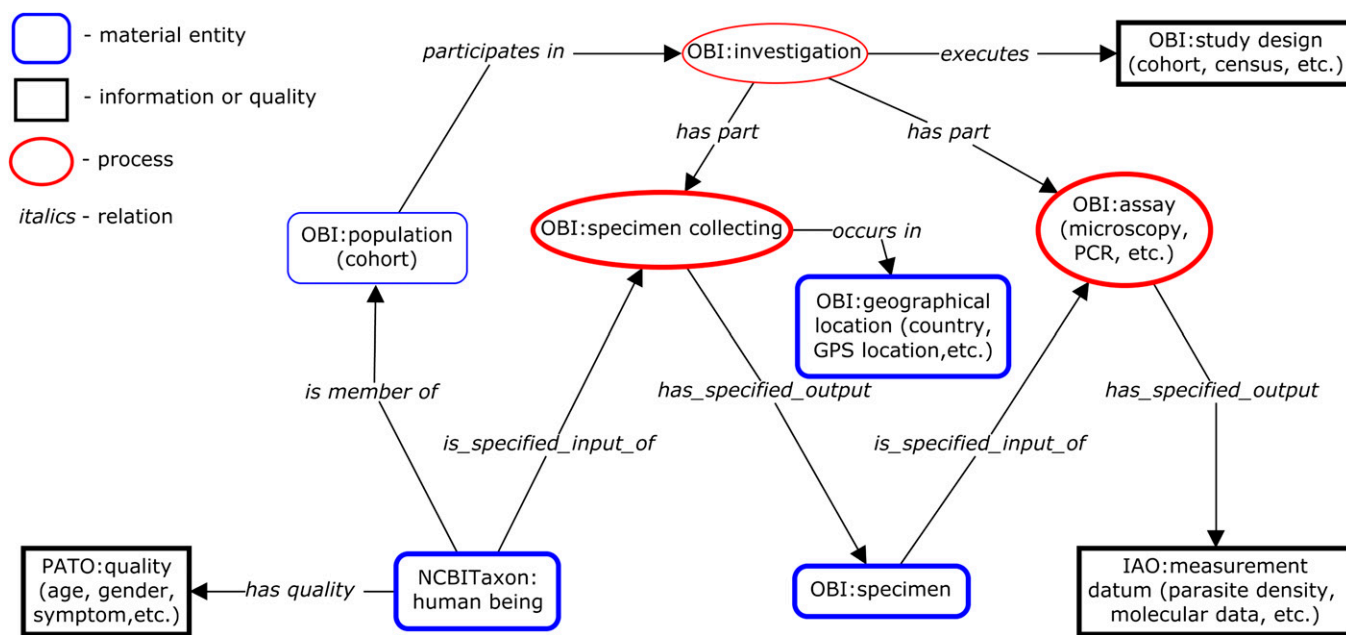 - material entity
- information or quality
- process
italics - relation
participates in
OBI:investigation
executes
OBI:study design
(cohort, census, etc.)
has part
has part
OBI:population
(cohort)
OBI:specimen collecting
occurs in
OBI:assay
(microscopy,
PCR, etc.)
OBI:geographical
location (country,
GPS location,etc.)
is member of
is_specified_input_of
has_specified_output
is_specified_input_of
has_specified_output
PATO:quality
(age, gender,
symptom,etc.)
has quality
NCBITaxon:
human being
OBI:specimen
IAO:measurement
datum (parasite density,
molecular data, etc.)